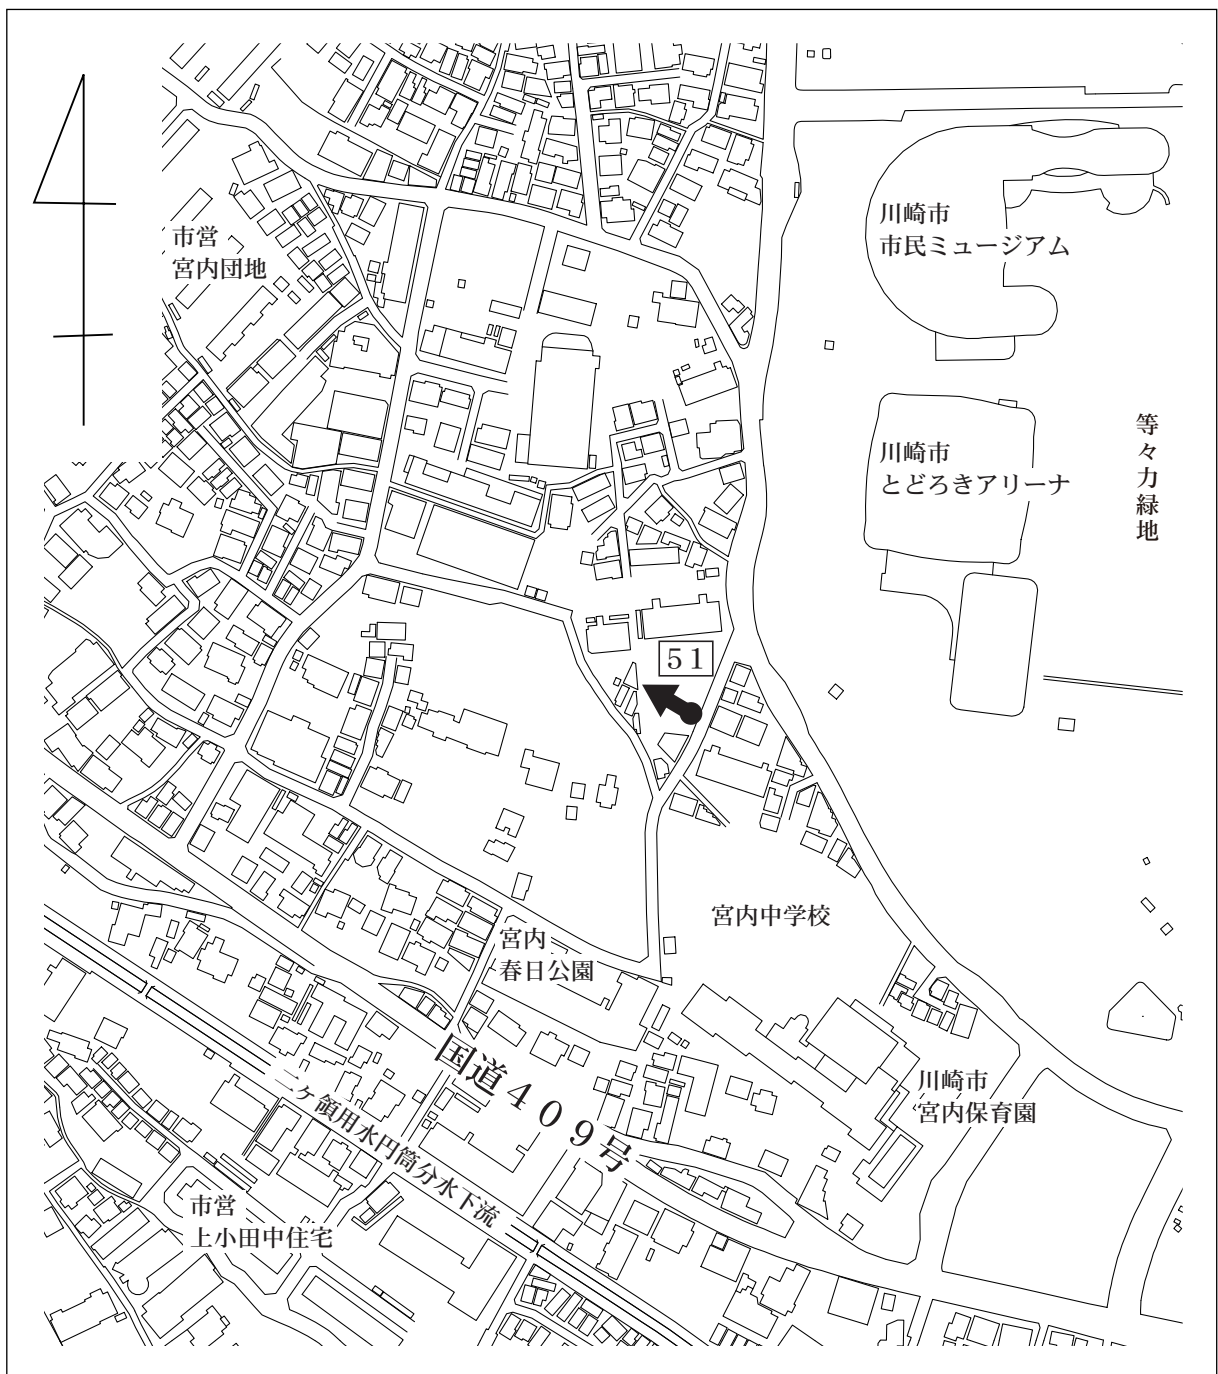 川崎市
市民ミュージアム
市営
宮内団地
川崎市
とどろきアリーナ
等々力緑地
51
宮内中学校
宮内
春日公園
国道409号
二ヶ領用水円筒分水下流
川崎市
宮内保育園
市営
上小田中住宅